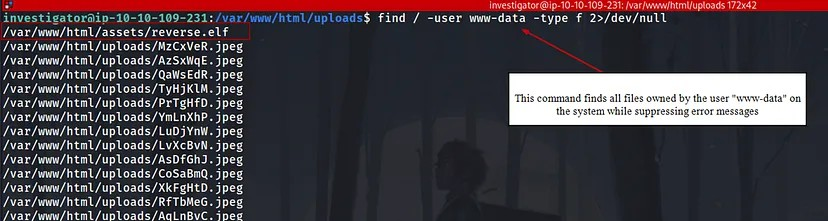 investigator@ip-10-10-109-231: /var/www/html/uploads 172x42
investigator@ip-10-10-109-231:/var/www/html/uploads$ find / -user www-data -type f 2>/dev/null
/var/www/html/assets/reverse.elf
/var/www/html/uploads/MzCxVeR.jpeg
/var/www/html/uploads/AzSxWqE.jpeg
/var/www/html/uploads/QaWsEdR.jpeg
/var/www/html/uploads/TyHjKlM.jpeg
/var/www/html/uploads/PrTgHfD.jpeg
/var/www/html/uploads/YmLnXhP.jpeg
/var/www/html/uploads/LuDjYnW.jpeg
/var/www/html/uploads/LvXcBvN.jpeg
/var/www/html/uploads/AsDfGhJ.jpeg
/var/www/html/uploads/CoSaBmQ.jpeg
/var/www/html/uploads/XkFgHtD.jpeg
/var/www/html/uploads/RfTbMeG.jpeg
/var/www/html/uploads/AqLnBvC.jpeg
This command finds all files owned by the user "www-data" on
the system while suppressing error messages